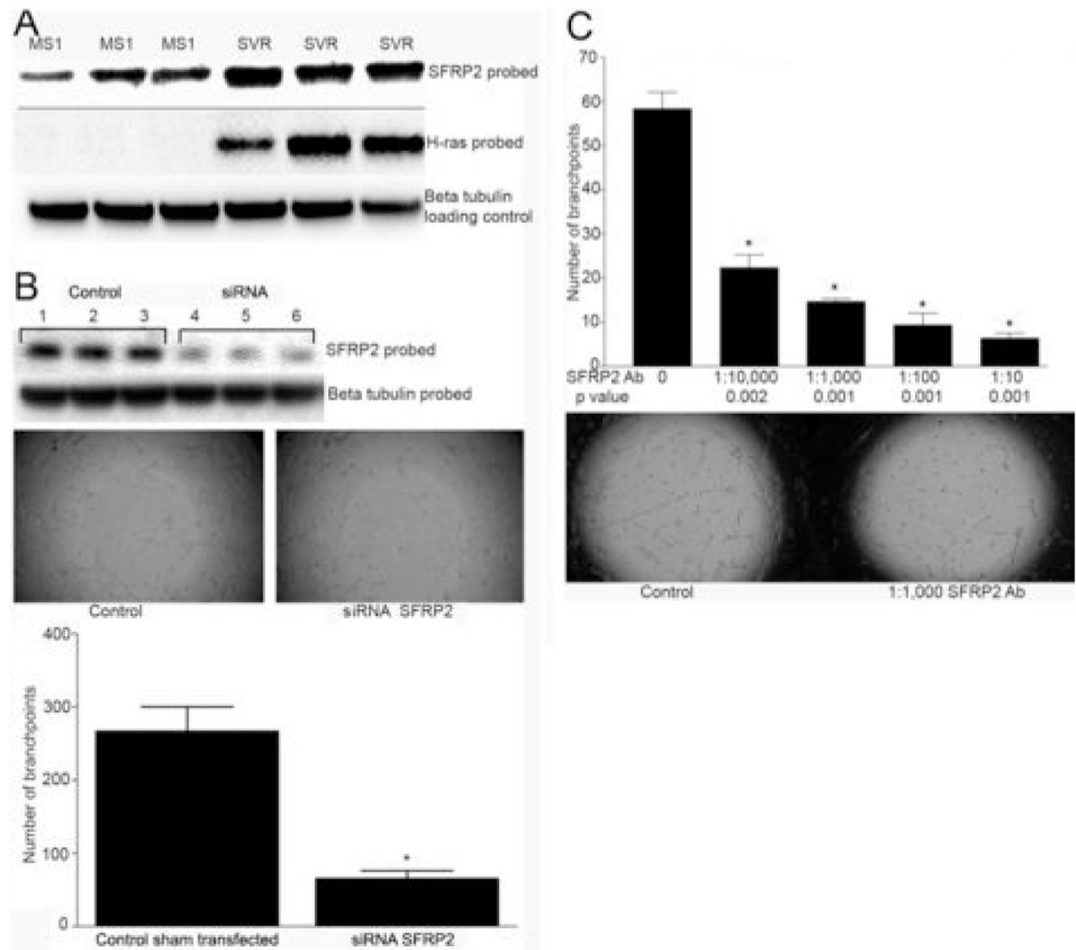 A
MS1 MS1 MS1 SVR SVR SVR
SFRP2 probed
H-ras probed
Beta tubulin
loading control
B
Control siRNA
1 2 3 4 5 6
SFRP2 probed
Beta tubulin probed
Control siRNA SFRP2
400
300
200
100
0
Number of branchpoints
*
Control sham transfected siRNA SFRP2
C
70
60
50
40
30
20
10
0
Number of branchpoints
* * * *
SFRP2 Ab 0 1:10,000 1:1,000 1:100 1:10
p value 0.002 0.001 0.001 0.001
Control 1:1,000 SFRP2 Ab